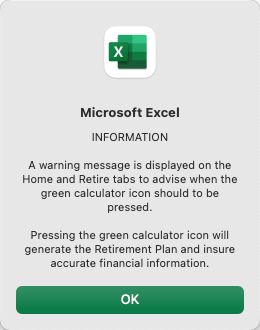 X
Microsoft Excel
INFORMATION
A warning message is displayed on the
Home and Retire tabs to advise when the
green calculator icon should to be
pressed.
Pressing the green calculator icon will
generate the Retirement Plan and insure
accurate financial information.
OK